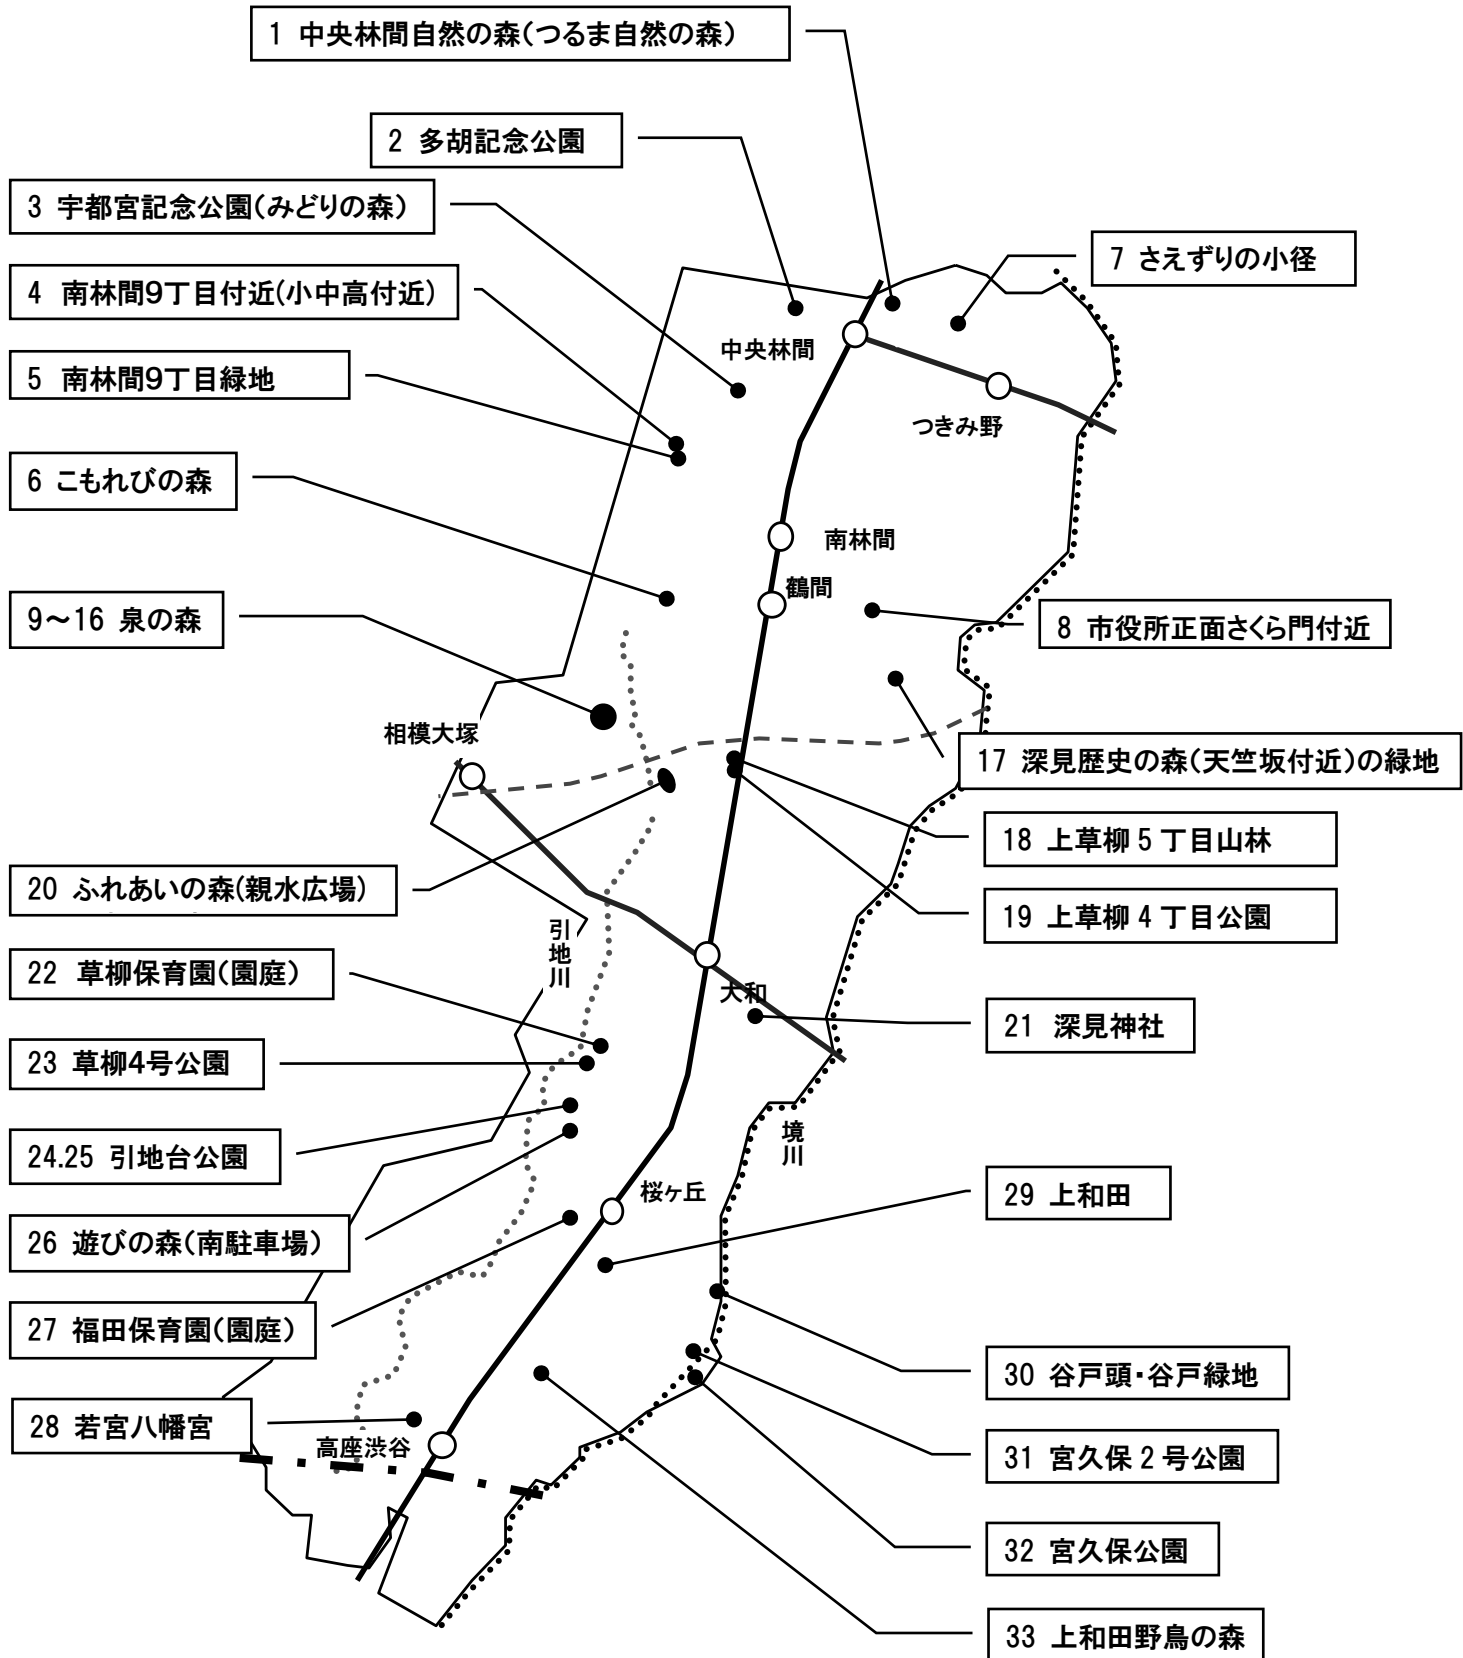 1 中央林間自然の森(つるま自然の森)
2 多胡記念公園
3 宇都宮記念公園(みどりの森)
7 さえずりの小径
4 南林間9丁目付近(小中高付近)
中央林間
5 南林間9丁目緑地
つきみ野
6 こもれびの森
南林間
鶴間
9~16 泉の森
8 市役所正面さくら門付近
相模大塚
17 深見歴史の森(天竺坂付近)の緑地
18 上草柳5丁目山林
20 ふれあいの森(親水広場)
19 上草柳4丁目公園
引地川
22 草柳保育園(園庭)
大和
21 深見神社
23 草柳4号公園
境川
24.25 引地台公園
29 上和田
桜ヶ丘
26 遊びの森(南駐車場)
27 福田保育園(園庭)
30 谷戸頭・谷戸緑地
28 若宮八幡宮
高座渋谷
31 宮久保2号公園
32 宮久保公園
33 上和田野鳥の森